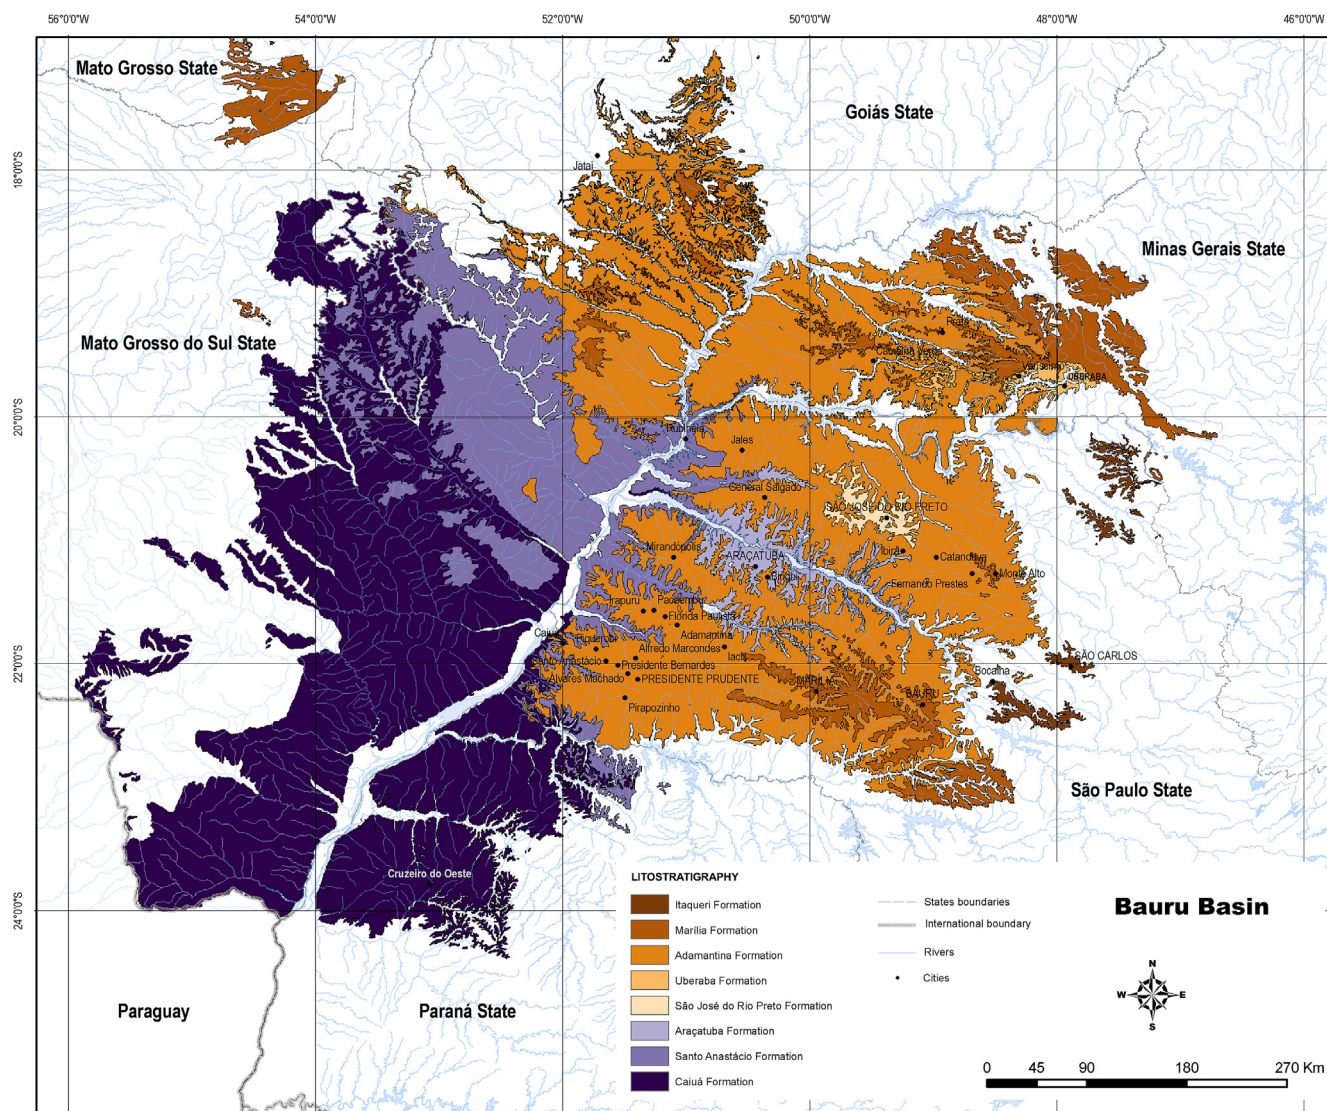 56°0'0"W
54°0'0"W
52°0'0"W
50°0'0"W
48°0'0"W
46°0'0"W
Mato Grosso State
Goiás State
Jataí
18°0'0"S
Minas Gerais State
Mato Grosso do Sul State
Prata
Campina Verde
Veríssimo
UBERABA
20°0'0"S
Rubinéia
Jales
General Salgado
SÃO JOSÉ DO RIO PRETO
Mirandópolis
ARAÇATUBA
Ibirá
Catanduva
Birigüi
Fernando Prestes
Monte Alto
Irapuru
Pacaembu
Flórida Paulista
Adamantina
Caiuá
Piquerobi
Alfredo Marcondes
Iacri
SÃO CARLOS
22°0'0"S
Santo Anastácio
Presidente Bernardes
Bocaina
Álvares Machado
PRESIDENTE PRUDENTE
MARÍLIA
BAURU
Pirapozinho
São Paulo State
Cruzeiro do Oeste
24°0'0"S
Paraguay
Paraná State
LITOSTRATIGRAPHY
Itaqueri Formation
Marília Formation
Adamantina Formation
Uberaba Formation
São José do Rio Preto Formation
Araçatuba Formation
Santo Anastácio Formation
Caiuá Formation
States boundaries
International boundary
Rivers
Cities
Bauru Basin
N
W
E
S
0 45 90 180 270 Km